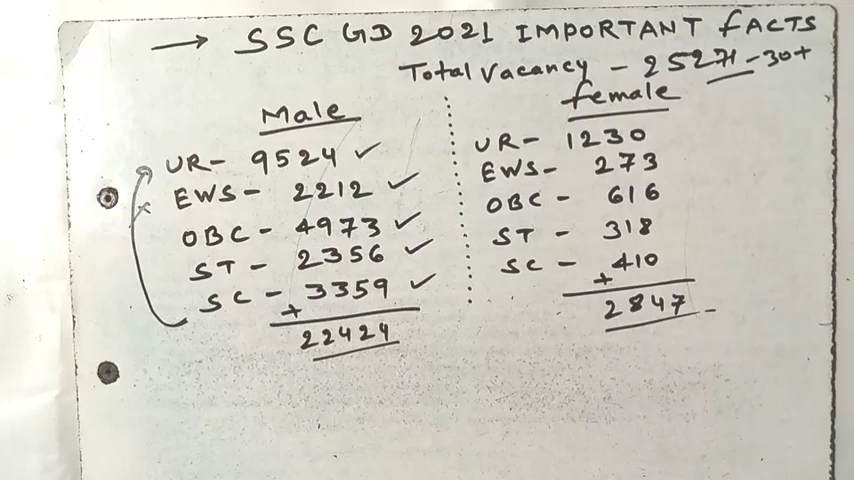 → SSC GD 2021 IMPORTANT FACTS
Total Vacancy - 25271 - 30+
Male
UR - 9524 ✓
EWS - 2212 ✓
OBC - 4973 ✓
ST - 2356 ✓
SC - 3359 ✓
+
22424
female
UR - 1230
EWS - 273
OBC - 616
ST - 318
SC - 410
+
2847